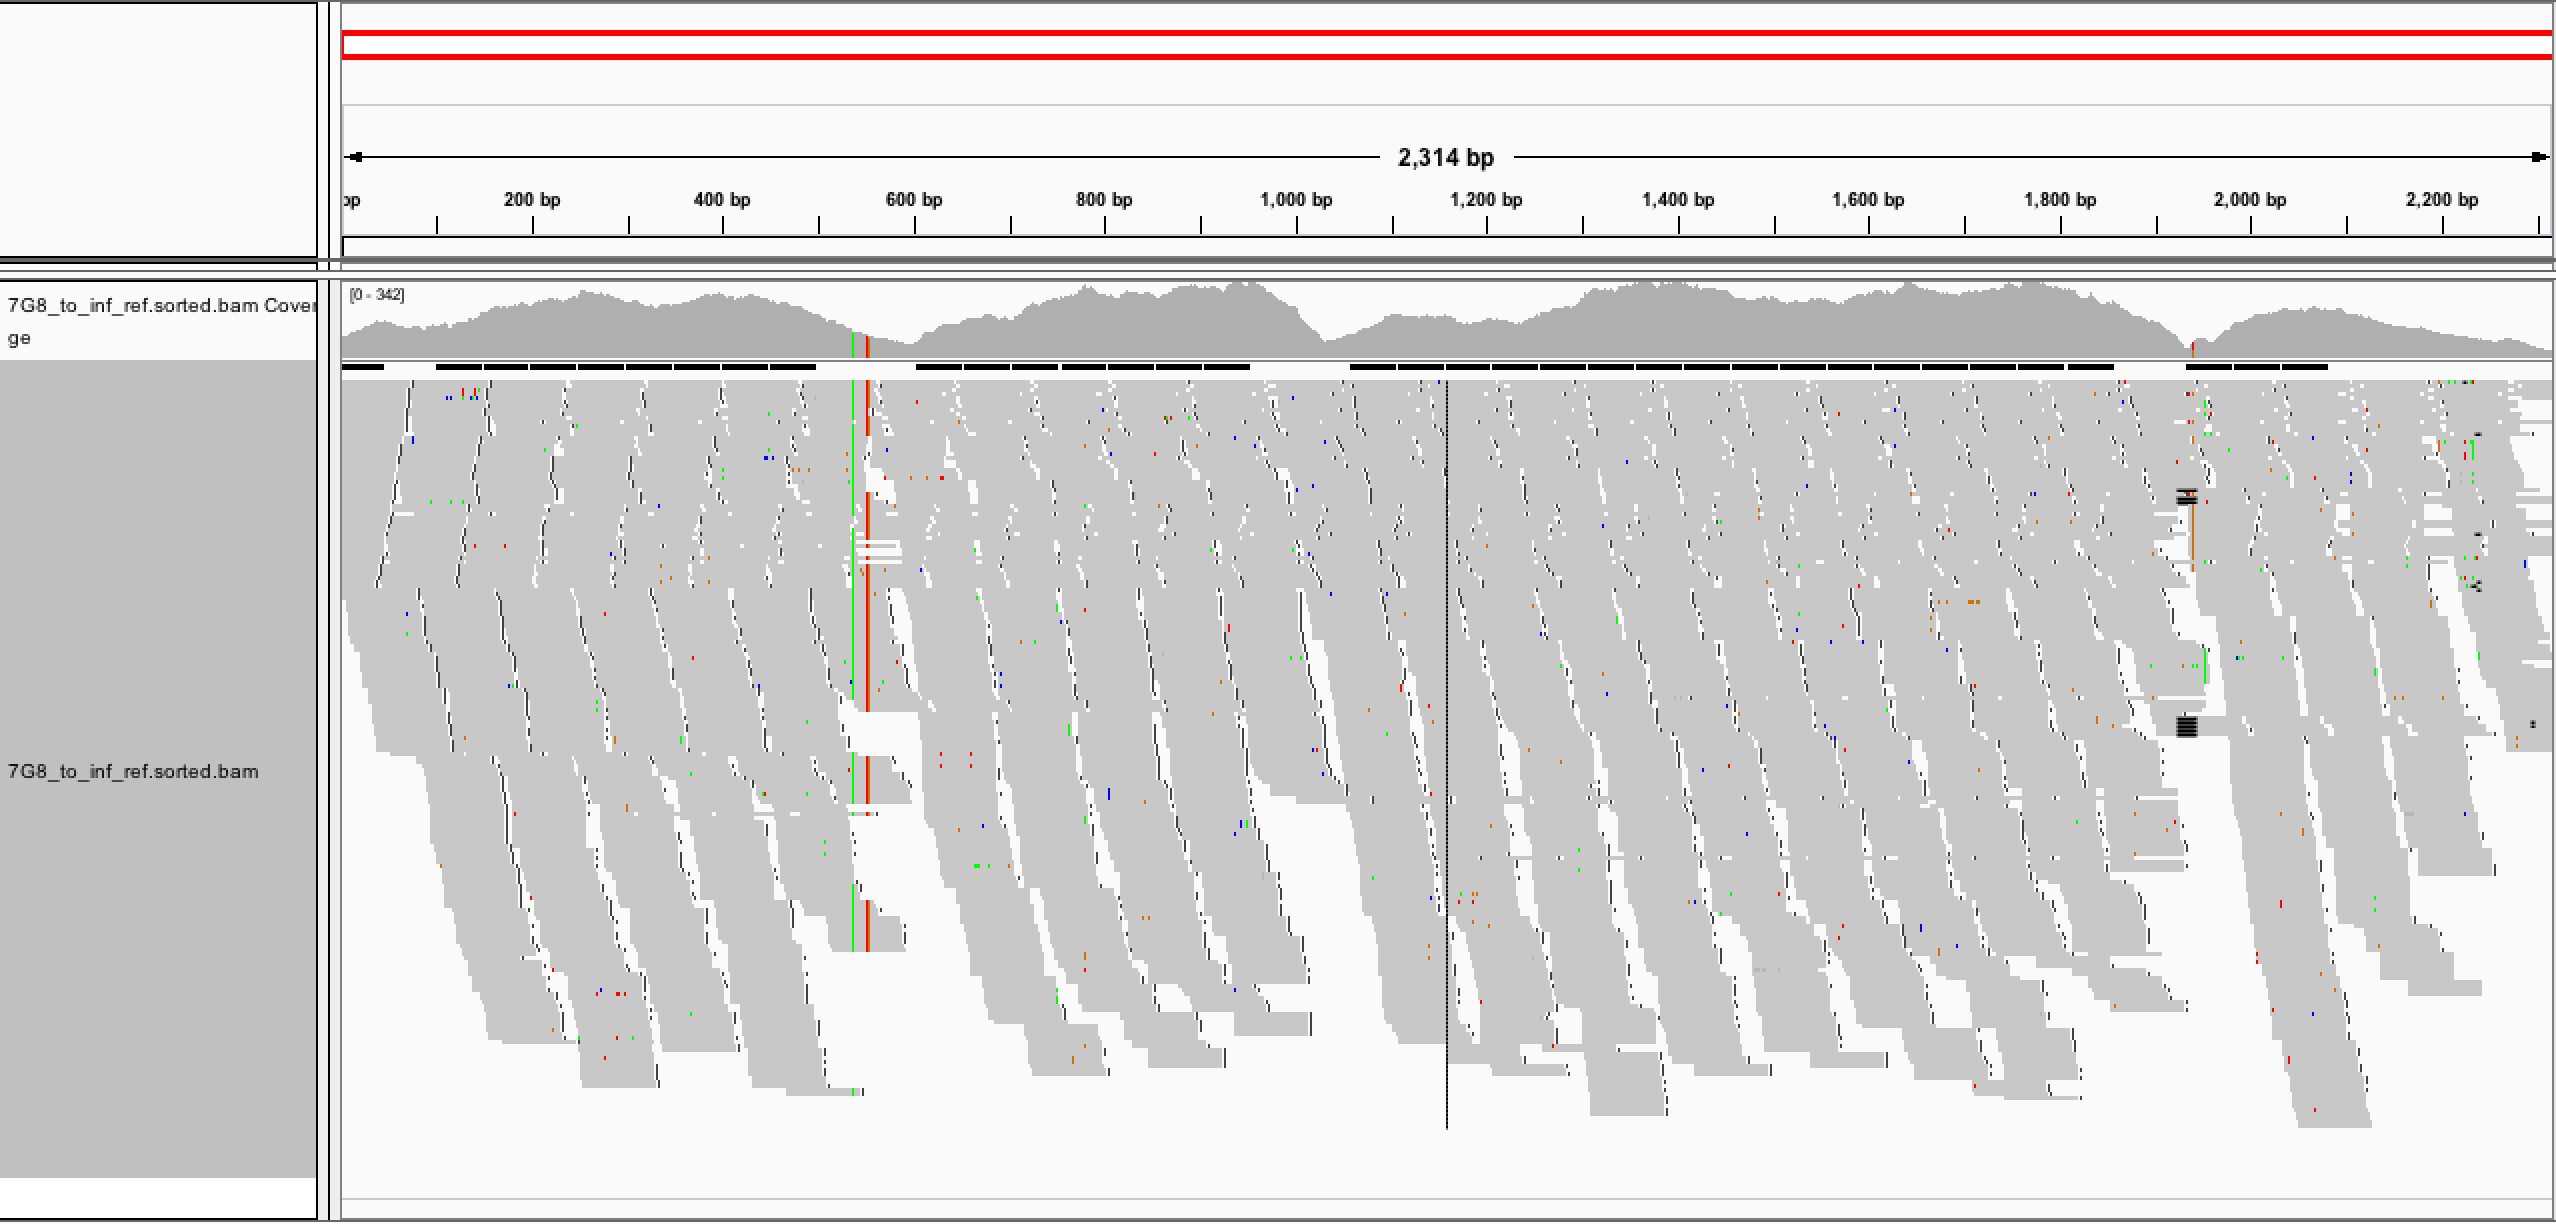 2,314 bp
bp 200 bp 400 bp 600 bp 800 bp 1,000 bp 1,200 bp 1,400 bp 1,600 bp 1,800 bp 2,000 bp 2,200 bp
7G8_to_inf_ref.sorted.bam Cover
ge
[0 - 342]
7G8_to_inf_ref.sorted.bam